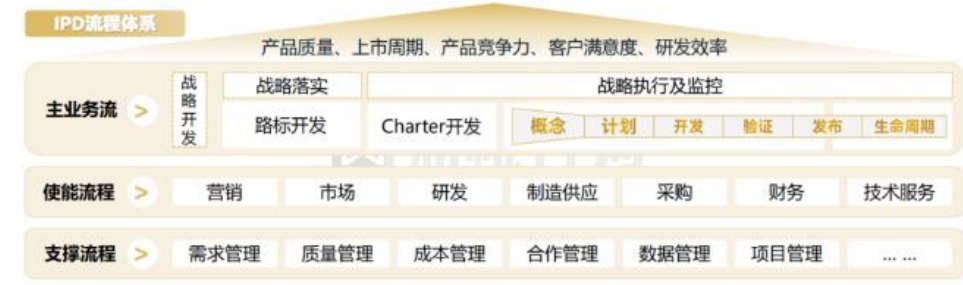 IPD流程体系
产品质量、上市周期、产品竞争力、客户满意度、研发效率
主业务流
战略开发
战略落实
战略执行及监控
路标开发
Charter开发
概念
计划
开发
验证
发布
生命周期
使能流程
营销
市场
研发
制造供应
采购
财务
技术服务
支撑流程
需求管理
质量管理
成本管理
合作管理
数据管理
项目管理
... ...